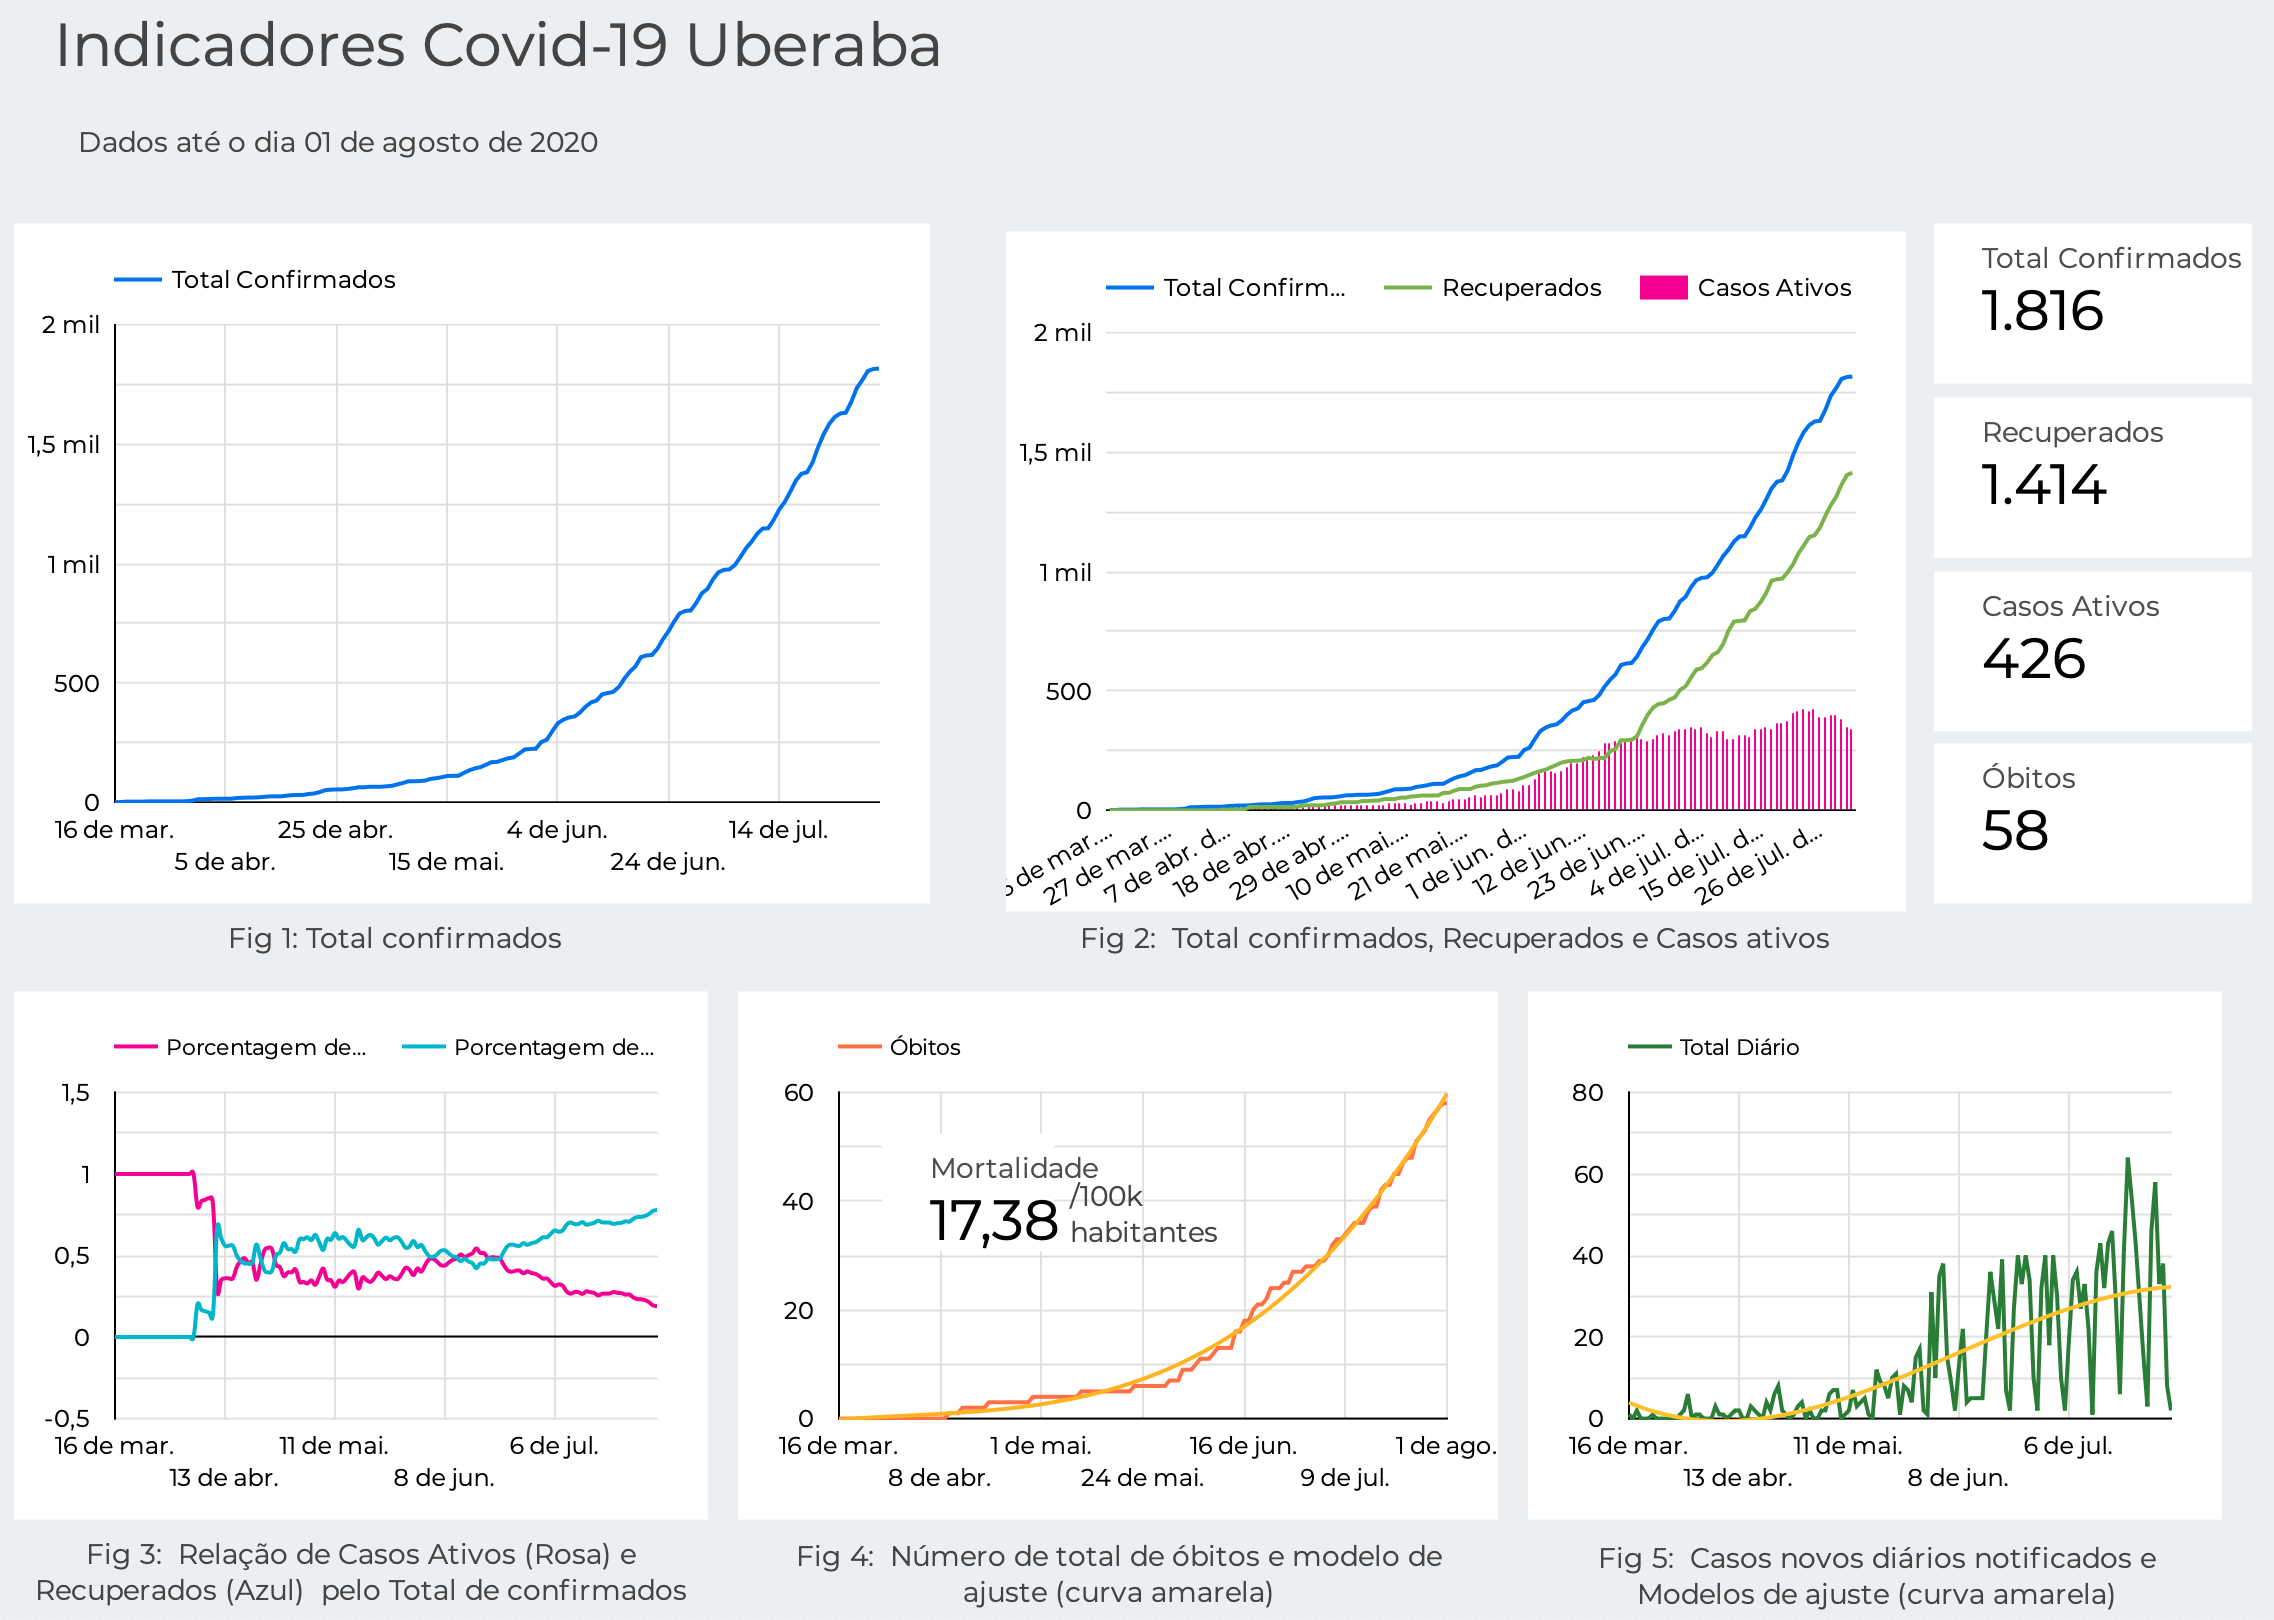 Indicadores Covid-19 Uberaba
Dados até o dia 01 de agosto de 2020
Total Confirmados
2 mil
1,5 mil
1 mil
500
0
16 de mar.
25 de abr.
4 de jun.
14 de jul.
5 de abr.
15 de mai.
24 de jun.
Fig 1: Total confirmados
Total Confirm...
Recuperados
Casos Ativos
2 mil
1,5 mil
1 mil
500
0
de mar....
27 de mar....
7 de abr. d...
18 de abr....
29 de abr....
10 de mai....
21 de mai....
1 de jun. d...
12 de jun....
23 de jun....
4 de jul. d...
15 de jul. d...
26 de jul. d...
Fig 2: Total confirmados, Recuperados e Casos ativos
Total Confirmados
1.816
Recuperados
1.414
Casos Ativos
426
Óbitos
58
Porcentagem de...
Porcentagem de...
1,5
1
0,5
0
-0,5
16 de mar.
11 de mai.
6 de jul.
13 de abr.
8 de jun.
Fig 3: Relação de Casos Ativos (Rosa) e
Recuperados (Azul) pelo Total de confirmados
Óbitos
60
40
20
0
Mortalidade
17,38
/100k
habitantes
16 de mar.
1 de mai.
16 de jun.
1 de ago.
8 de abr.
24 de mai.
9 de jul.
Fig 4: Número de total de óbitos e modelo de
ajuste (curva amarela)
Total Diário
80
60
40
20
0
16 de mar.
11 de mai.
6 de jul.
13 de abr.
8 de jun.
Fig 5: Casos novos diários notificados e
Modelos de ajuste (curva amarela)